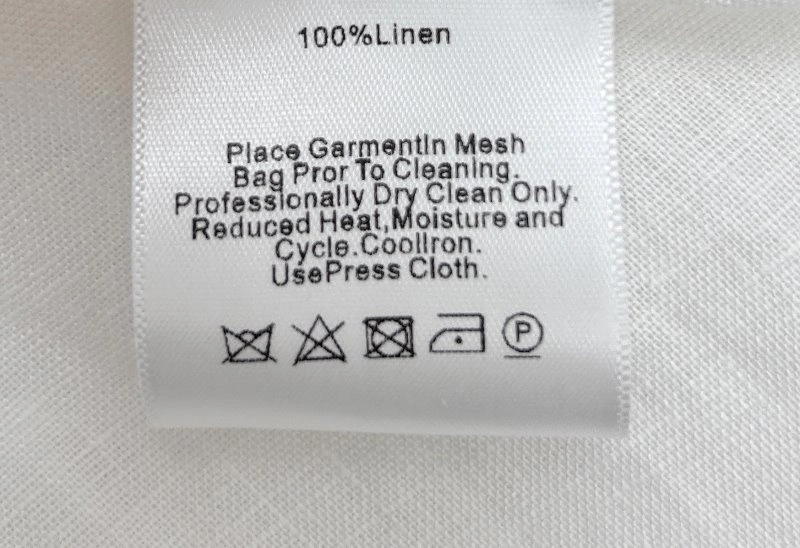 100%Linen
Place GarmentIn Mesh
Bag Pror To Cleaning.
Professionally Dry Clean Only.
Reduced Heat,Moisture and
Cycle.CoolIron.
UsePress Cloth.
P